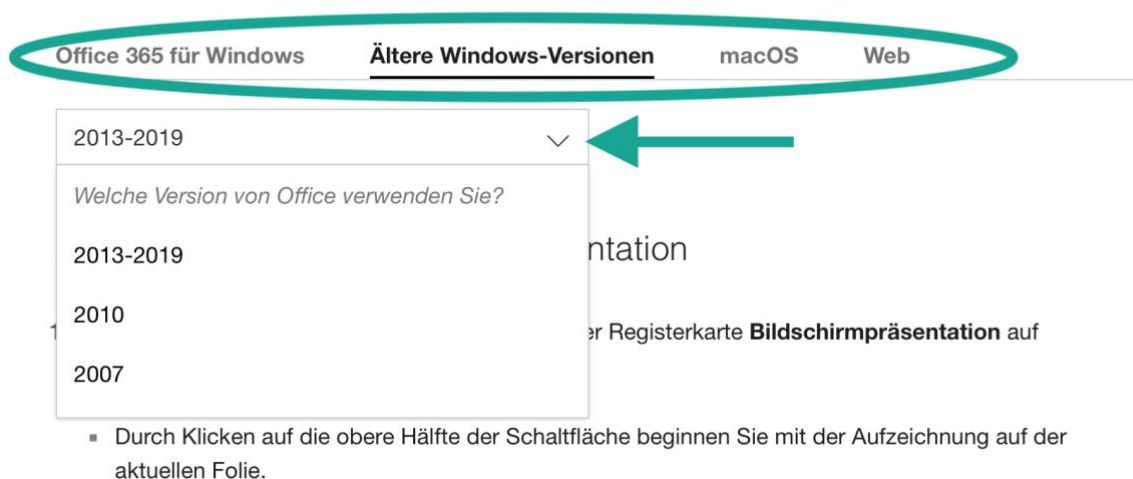 Office 365 für Windows Ältere Windows-Versionen macOS Web
2013-2019
Welche Version von Office verwenden Sie?
2013-2019
ntation
2010
er Registerkarte Bildschirmpräsentation auf
2007
Durch Klicken auf die obere Hälfte der Schaltfläche beginnen Sie mit der Aufzeichnung auf der
aktuellen Folie.